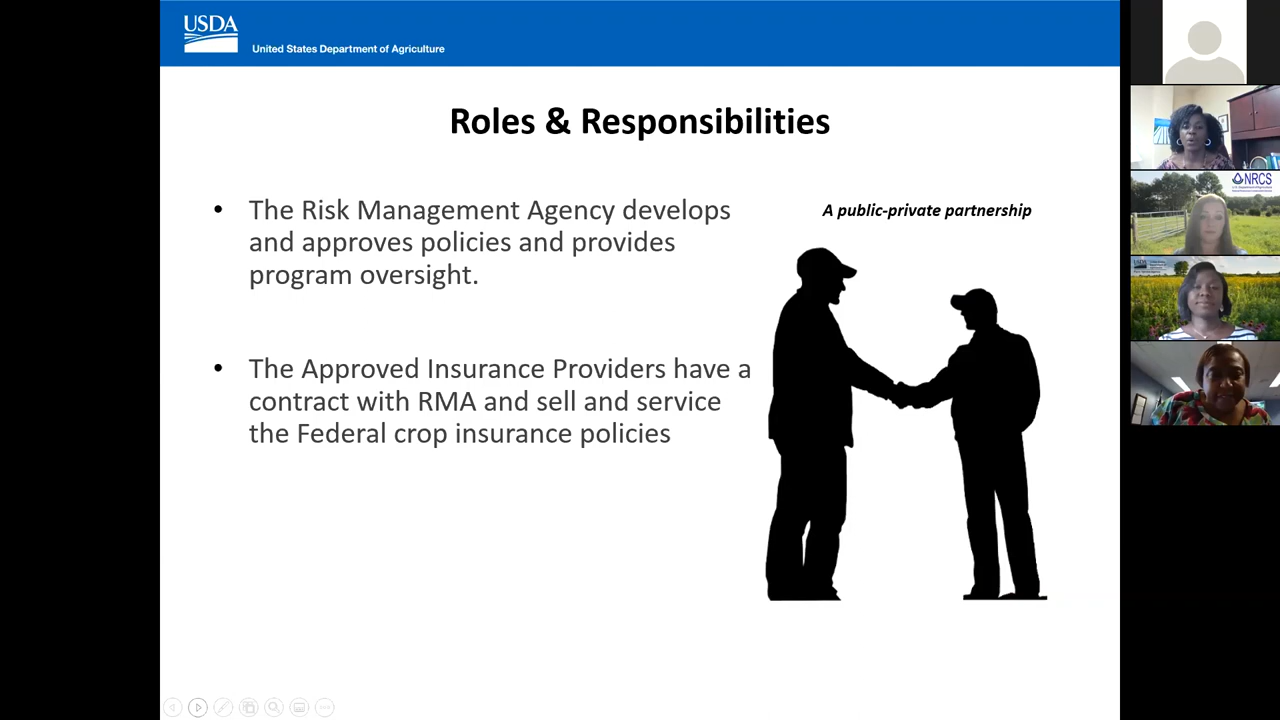 USDA
United States Department of Agriculture
Roles & Responsibilities
• The Risk Management Agency develops
and approves policies and provides
program oversight.
A public-private partnership
• The Approved Insurance Providers have a
contract with RMA and sell and service
the Federal crop insurance policies
NRCS